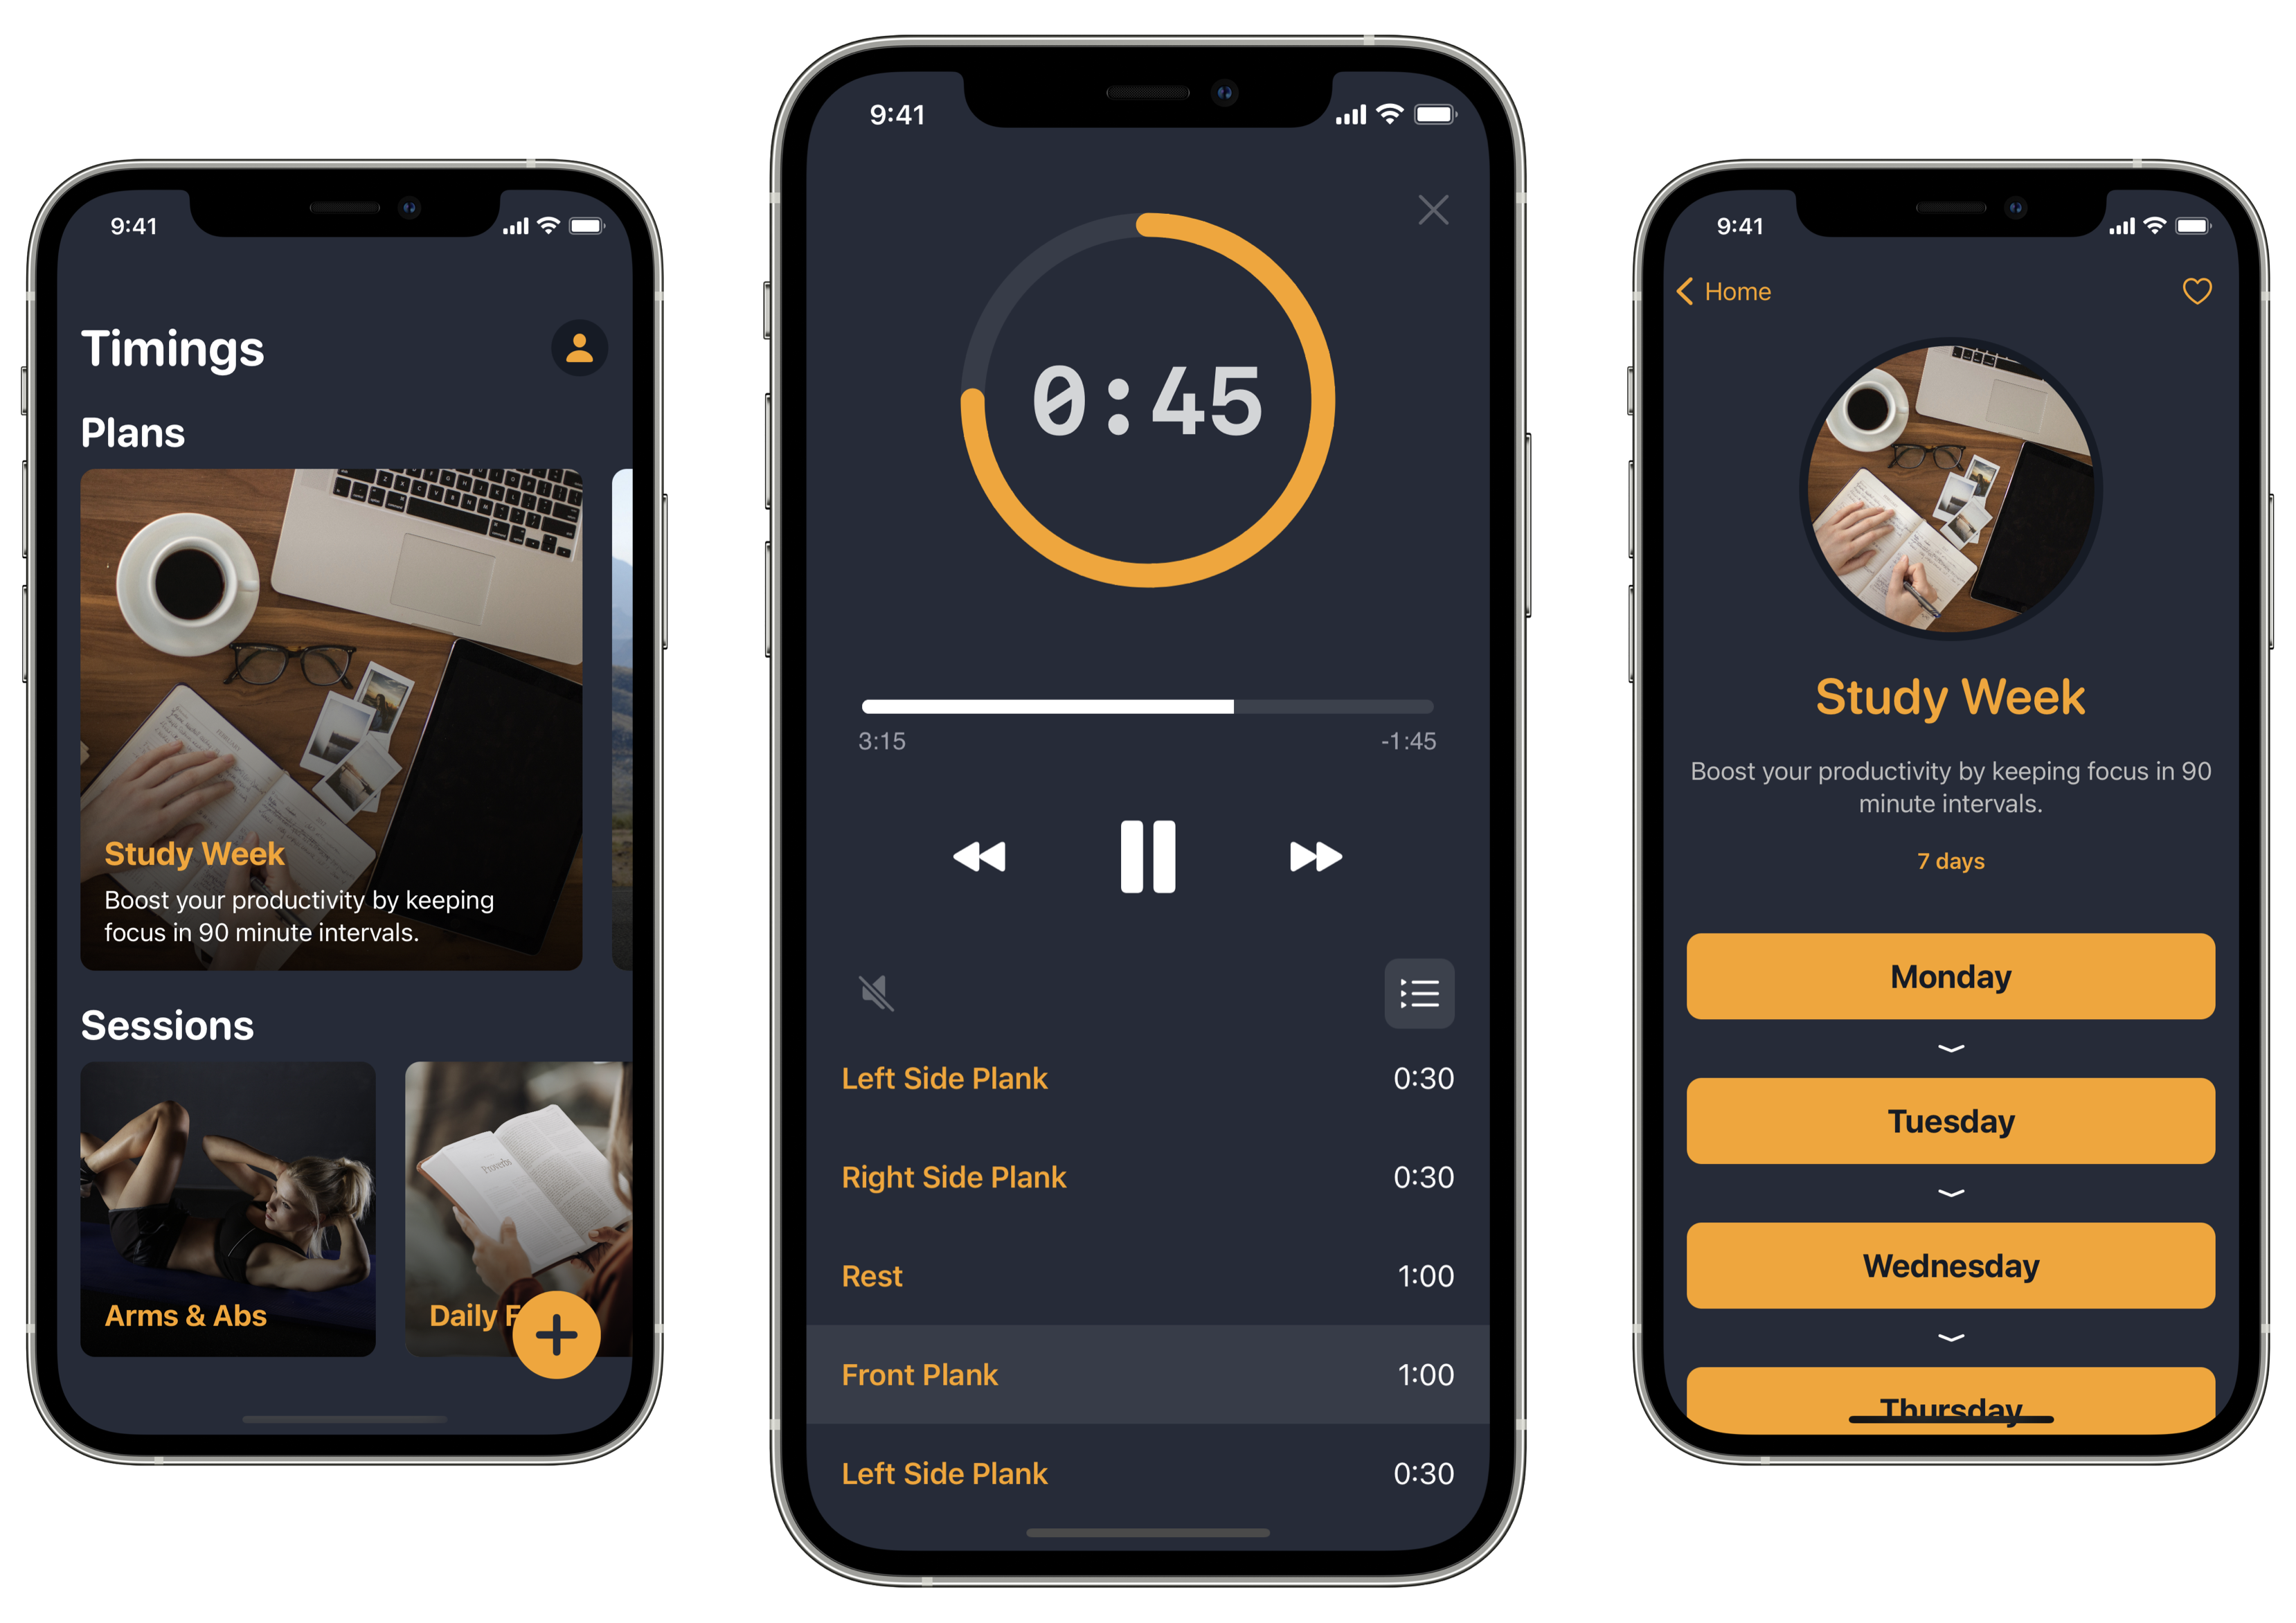 9:41
Timings
Plans
Study Week
Boost your productivity by keeping
focus in 90 minute intervals.
Sessions
Arms & Abs
Proverbs
Daily F
9:41
0:45
3:15 -1:45
Left Side Plank 0:30
Right Side Plank 0:30
Rest 1:00
Front Plank 1:00
Left Side Plank 0:30
9:41
Home
Study Week
Boost your productivity by keeping focus in 90
minute intervals.
7 days
Monday
Tuesday
Wednesday
Thursday